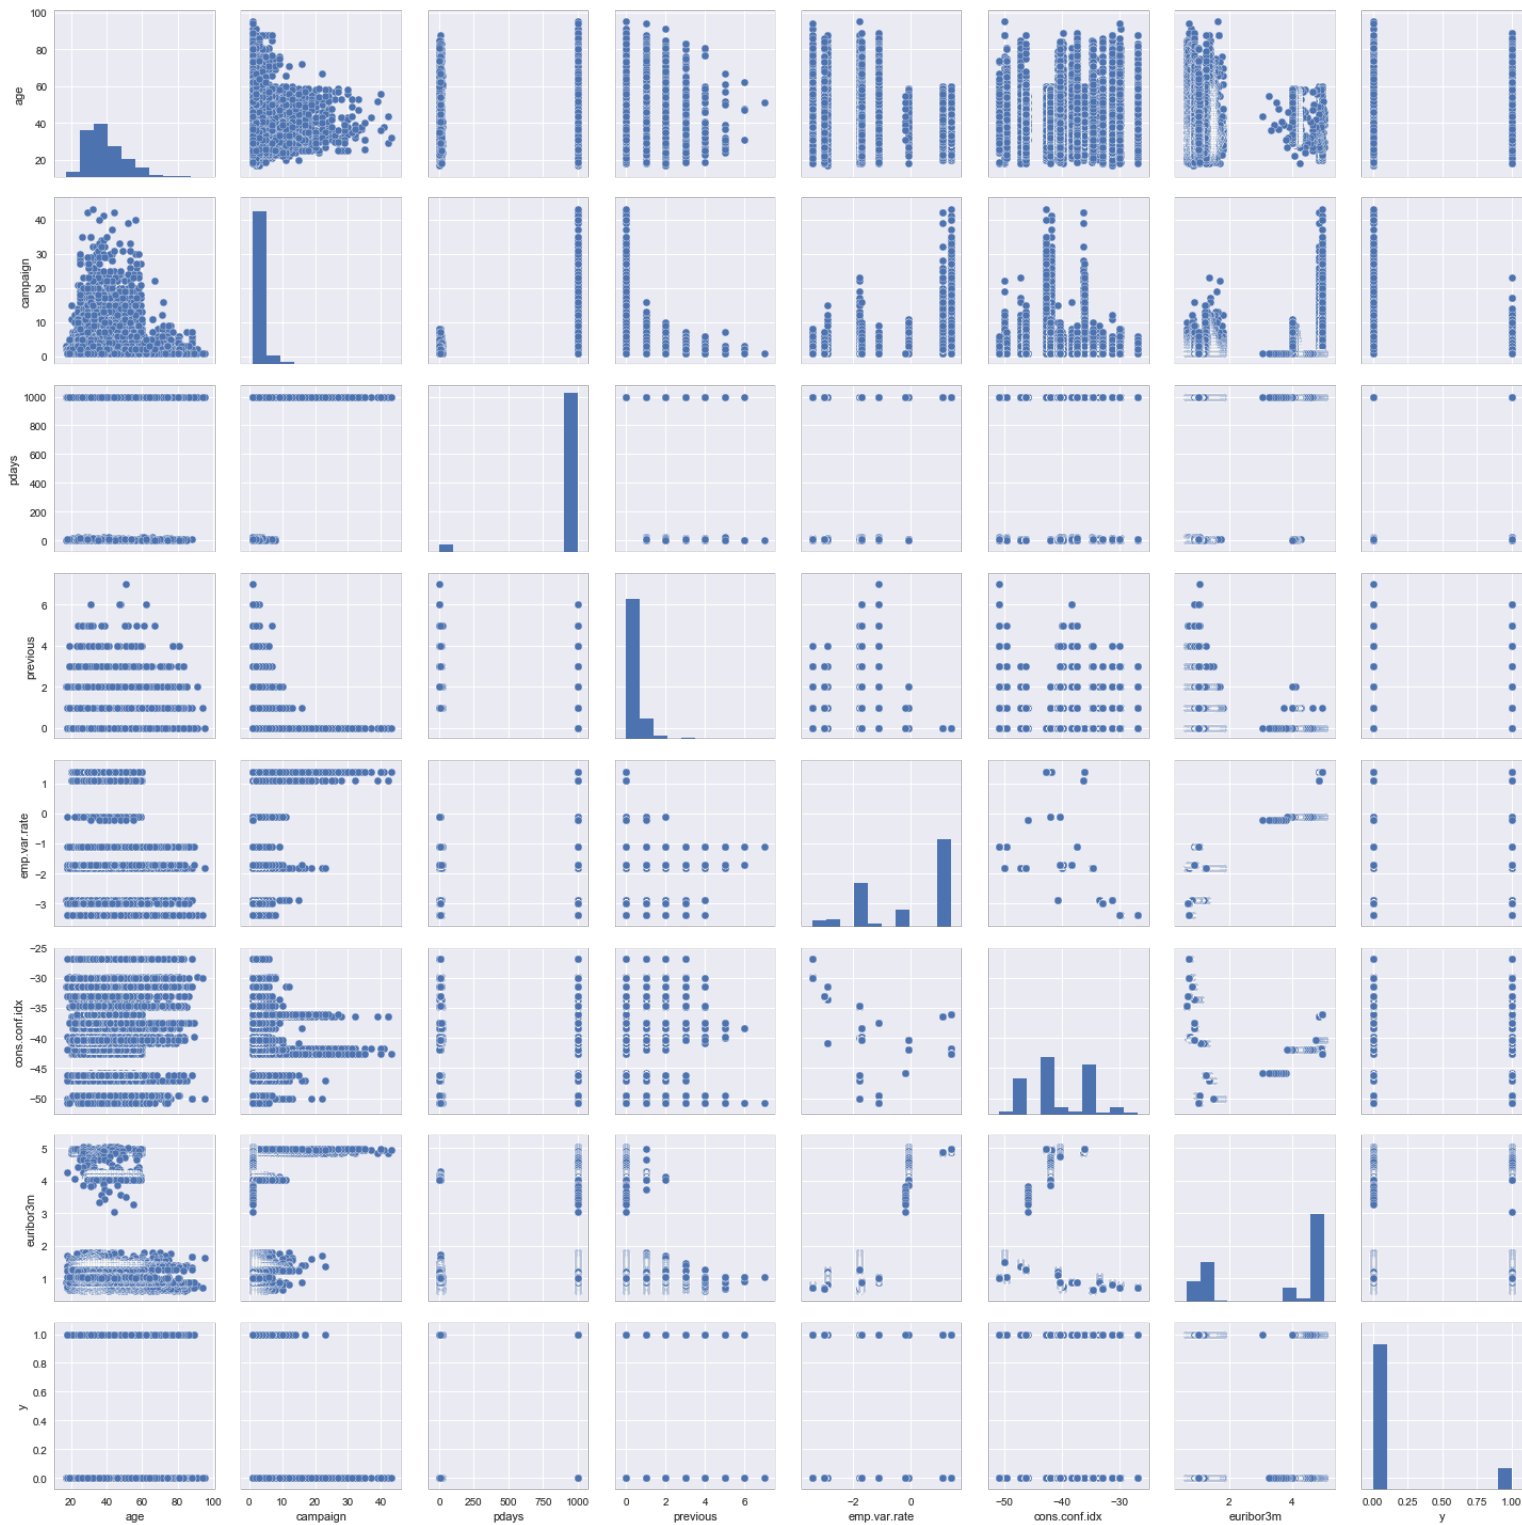 100
80
60
40
20
age
40
30
20
10
0
campaign
1000
800
600
400
200
0
pdays
6
4
2
0
previous
1
0
−1
−2
−3
emp.var.rate
−25
−30
−35
−40
−45
−50
cons.conf.idx
5
4
3
2
1
euribor3m
1.0
0.8
0.6
0.4
0.2
0.0
y
20 40 60 80 100
age
0 10 20 30 40
campaign
0 250 500 750 1000
pdays
0 2 4 6
previous
−2 0
emp.var.rate
−50 −40 −30
cons.conf.idx
2 4
euribor3m
0.00 0.25 0.50 0.75 1.00
y